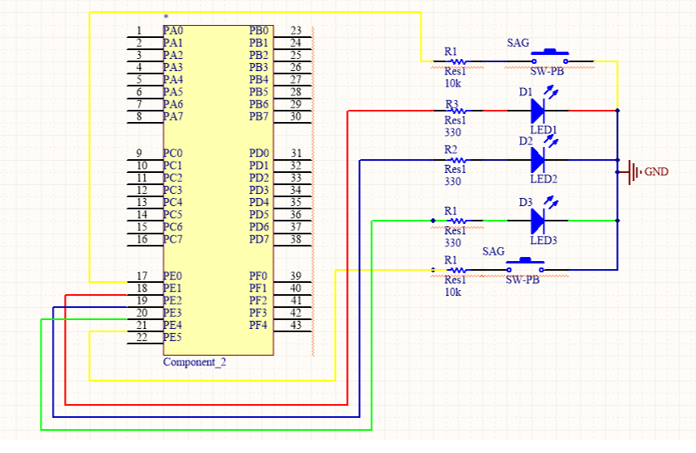 *
1 PA0 PB0 23
2 PA1 PB1 24
3 PA2 PB2 25
4 PA3 PB3 26
5 PA4 PB4 27
6 PA5 PB5 28
7 PA6 PB6 29
8 PA7 PB7 30
9 PC0 PD0 31
10 PC1 PD1 32
11 PC2 PD2 33
12 PC3 PD3 34
13 PC4 PD4 35
14 PC5 PD5 36
15 PC6 PD6 37
16 PC7 PD7 38
17 PE0 PF0 39
18 PE1 PF1 40
19 PE2 PF2 41
20 PE3 PF3 42
21 PE4 PF4 43
22 PE5
Component_2
R1
Res1
10k
SAG
SW-PB
R3
Res1
330
D1
LED1
R2
Res1
330
D2
LED2
R1
Res1
330
D3
LED3
R1
Res1
10k
SAG
SW-PB
GND